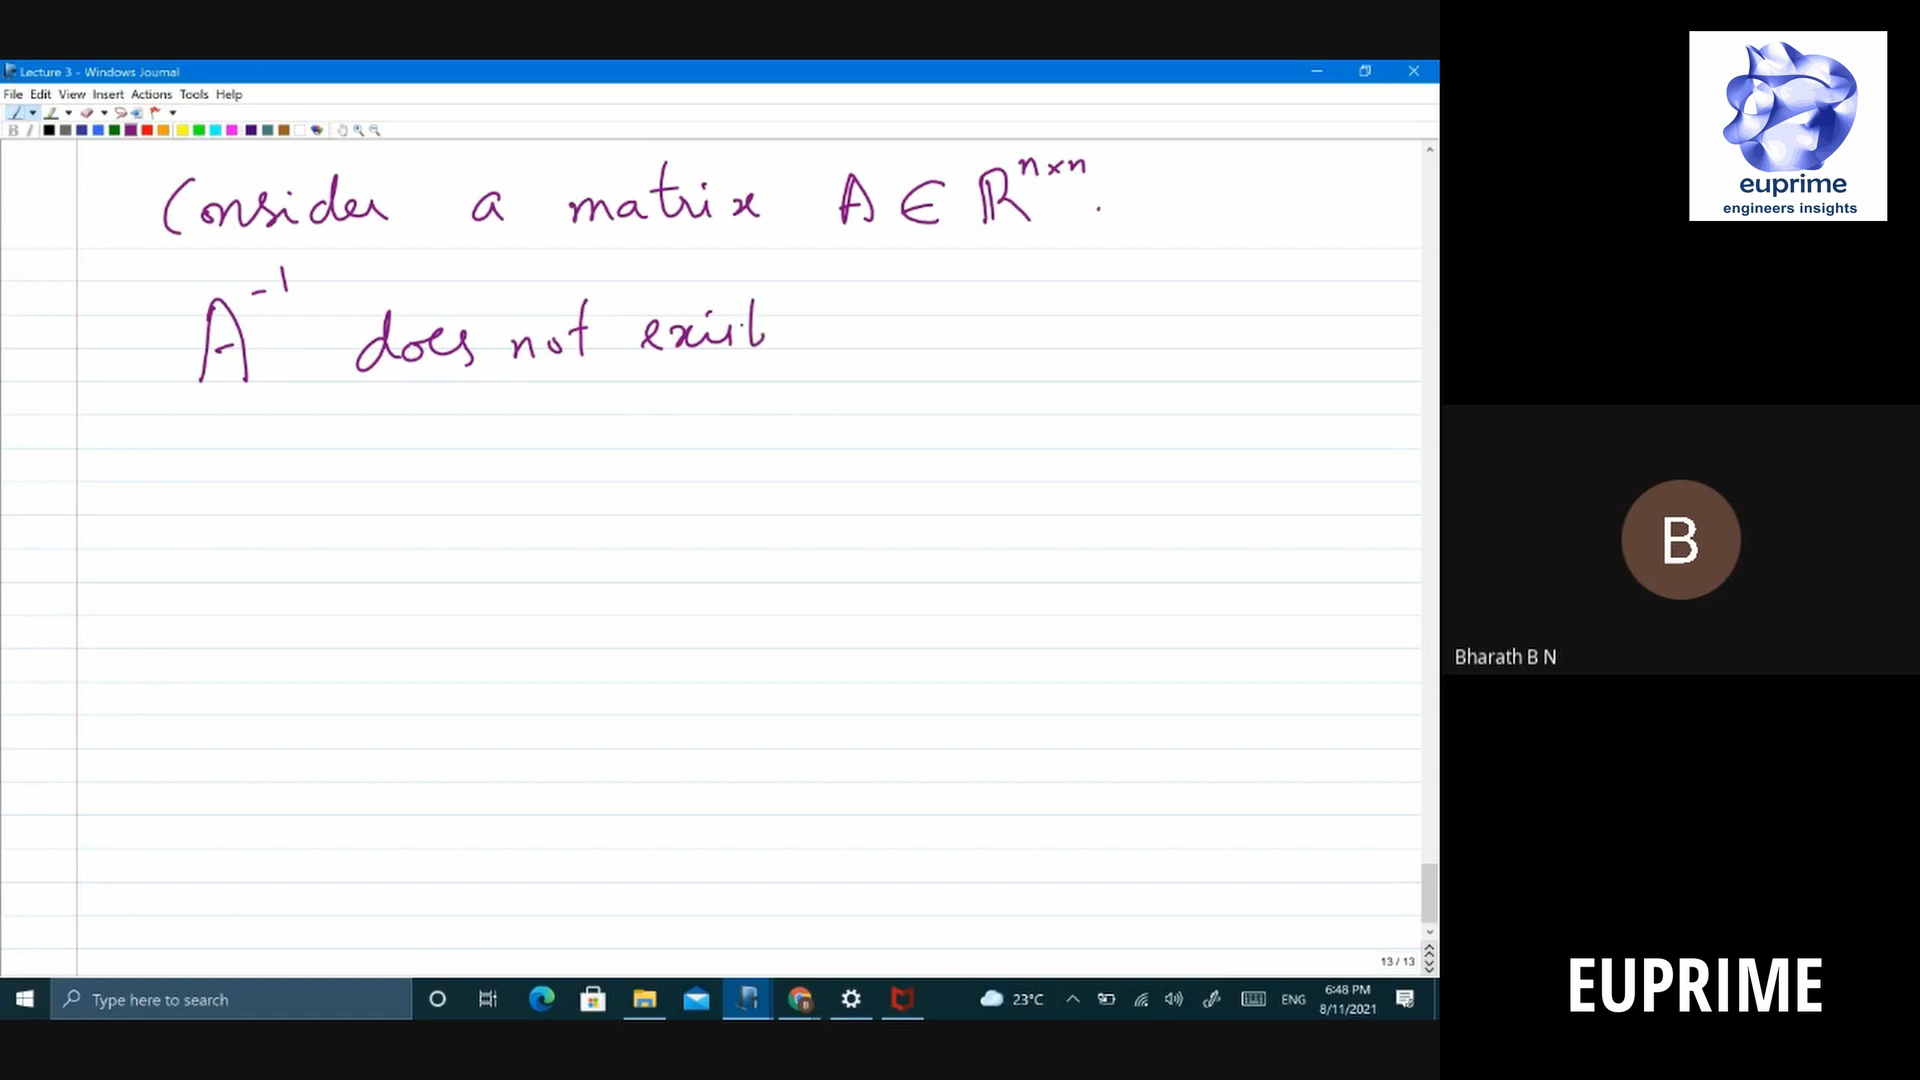 Lecture 3 - Windows Journal
File Edit View Insert Actions Tools Help
B I
Consider a matrix A ∈ ℝ^{n×n}.
A^{-1} does not exist
13 / 13
Type here to search
23°C
ENG
6:48 PM
8/11/2021
euprime
engineers insights
B
Bharath B N
EUPRIME